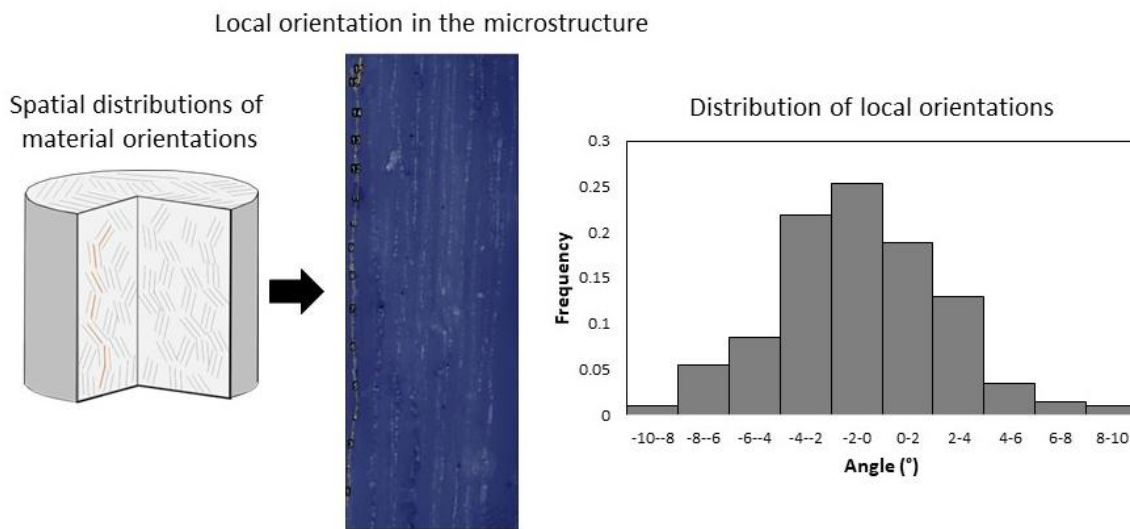 Local orientation in the microstructure
Spatial distributions of
material orientations
Distribution of local orientations
0.3
0.25
0.2
0.15
0.1
0.05
0
Frequency
-10--8 -8--6 -6--4 -4--2 -2-0 0-2 2-4 4-6 6-8 8-10
Angle (°)